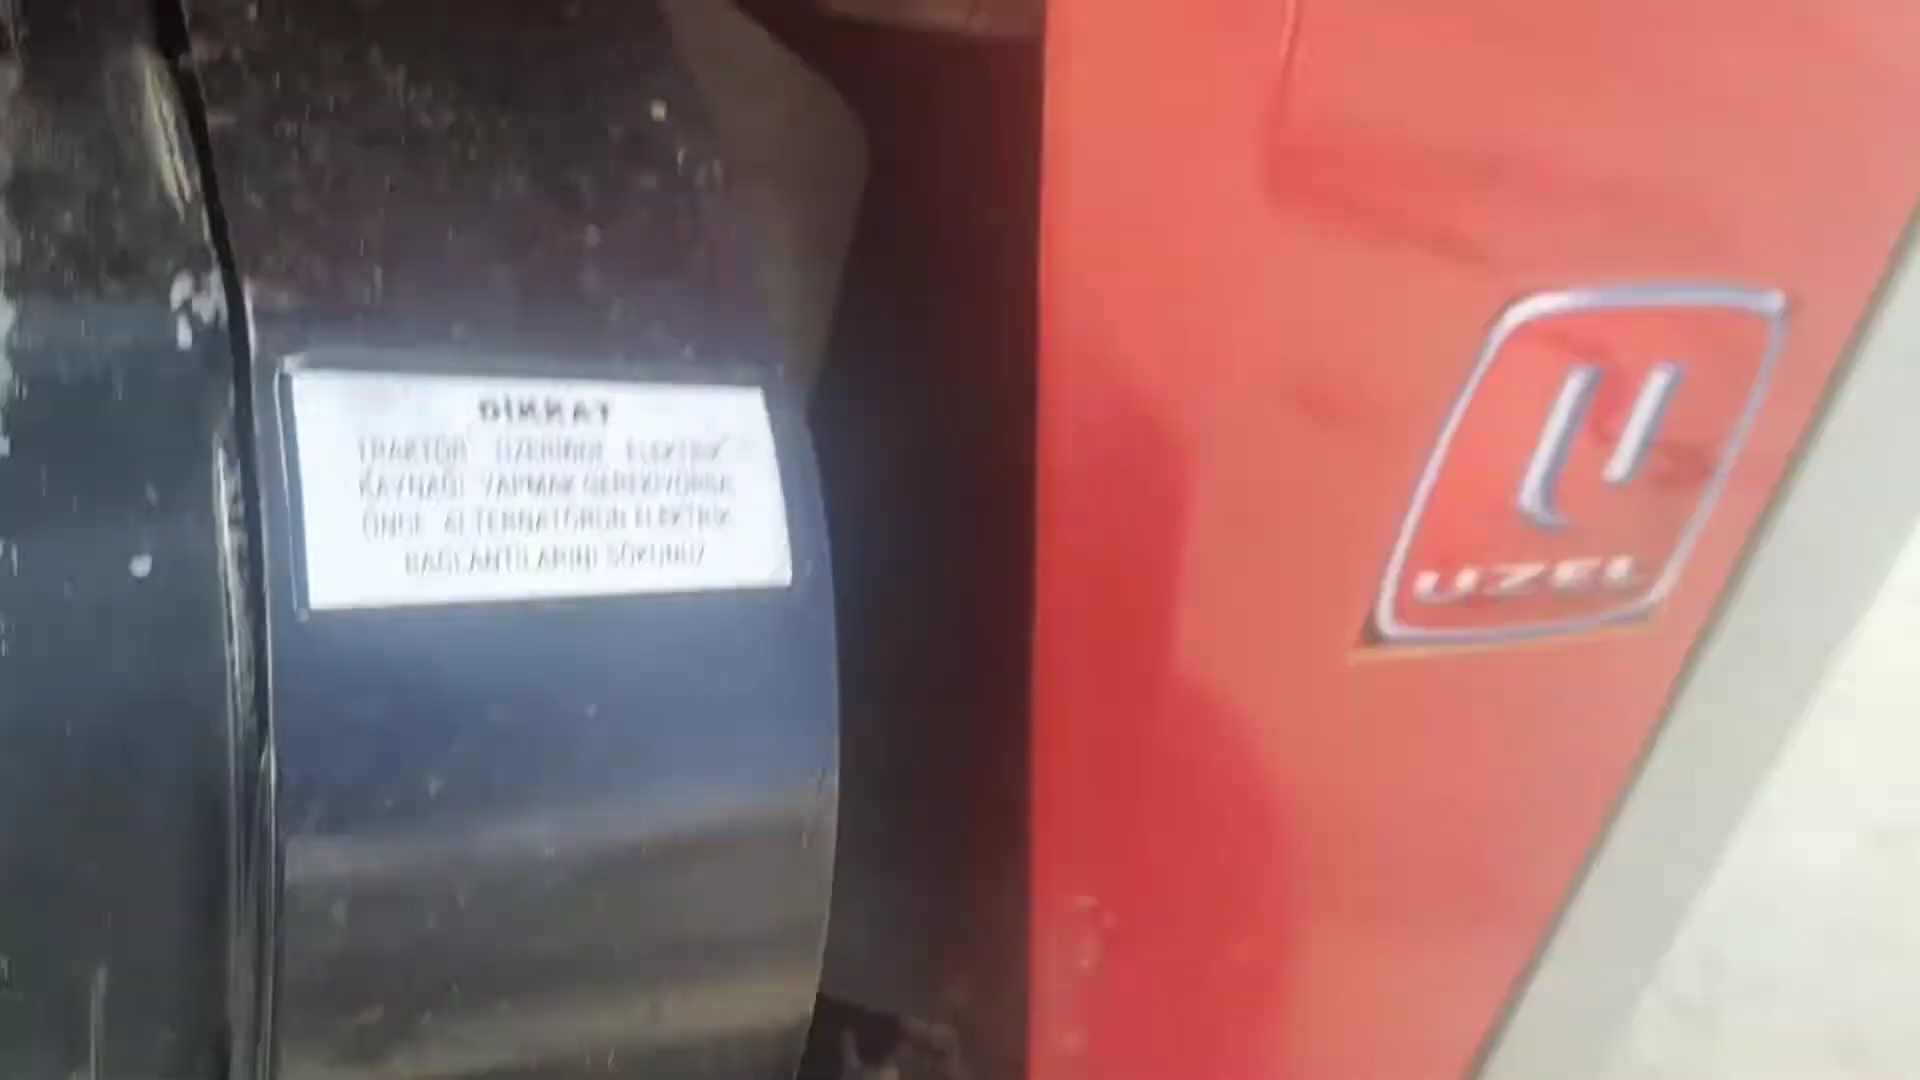 DİKKAT
TRAKTÖR ÜZERİNDE ELEKTRİK
KAYNAĞI YAPMAK GEREKİYORSA
ÖNCE ALTERNATÖRÜN ELEKTRİK
BAĞLANTILARINI SÖKÜNÜZ
UZEL